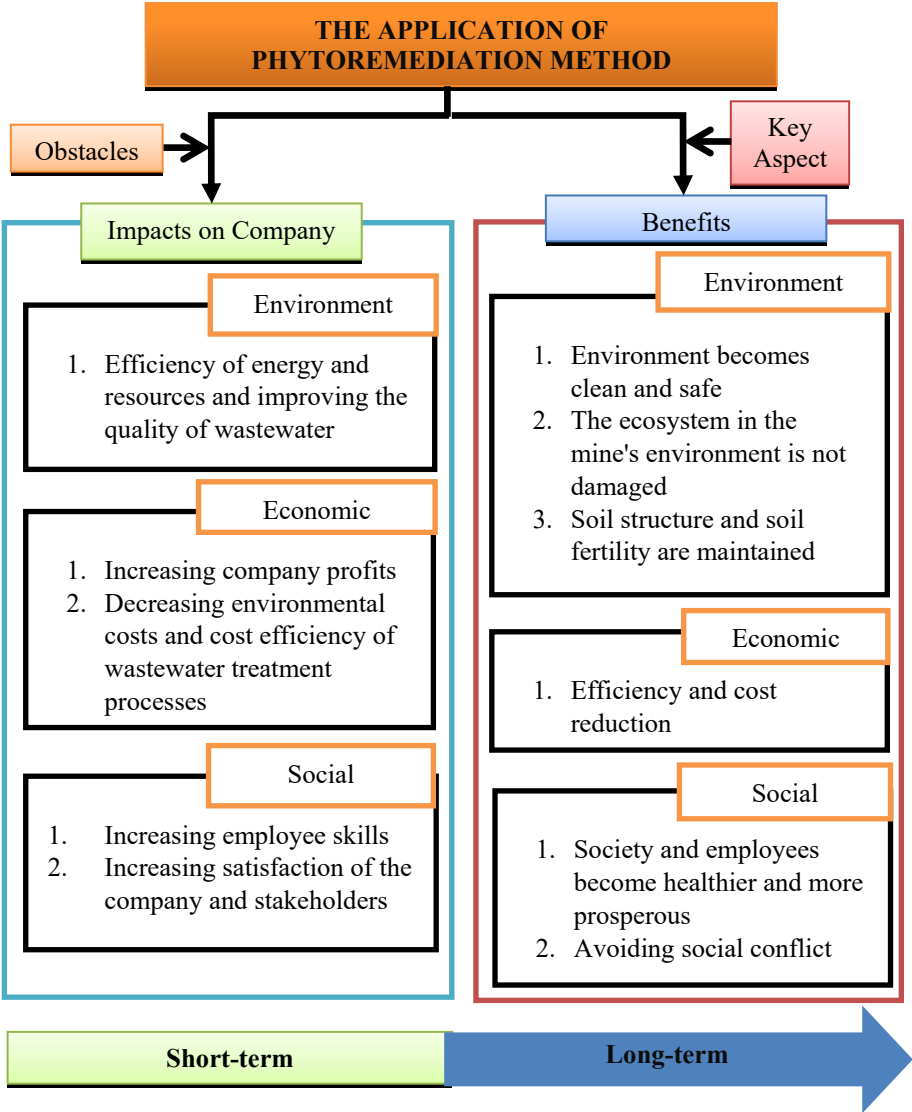 THE APPLICATION OF
PHYTOREMEDIATION METHOD
Obstacles
Key
Aspect
Impacts on Company
Environment
1. Efficiency of energy and
resources and improving the
quality of wastewater
Economic
1. Increasing company profits
2. Decreasing environmental
costs and cost efficiency of
wastewater treatment
processes
Social
1. Increasing employee skills
2. Increasing satisfaction of the
company and stakeholders
Benefits
Environment
1. Environment becomes
clean and safe
2. The ecosystem in the
mine's environment is not
damaged
3. Soil structure and soil
fertility are maintained
Economic
1. Efficiency and cost
reduction
Social
1. Society and employees
become healthier and more
prosperous
2. Avoiding social conflict
Short-term
Long-term